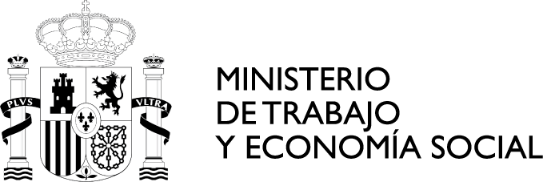 PLVS VLTRA
MINISTERIO
DE TRABAJO
Y ECONOMÍA SOCIAL